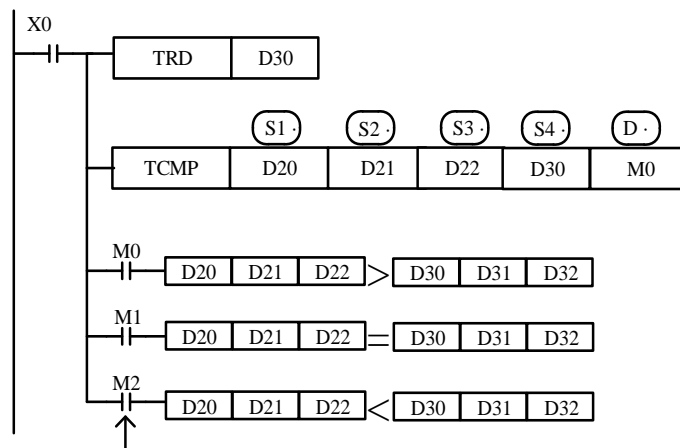 X0
TRD D30
S1 · S2 · S3 · S4 · D ·
TCMP D20 D21 D22 D30 M0
M0
D20 D21 D22 > D30 D31 D32
M1
D20 D21 D22 = D30 D31 D32
M2
D20 D21 D22 < D30 D31 D32